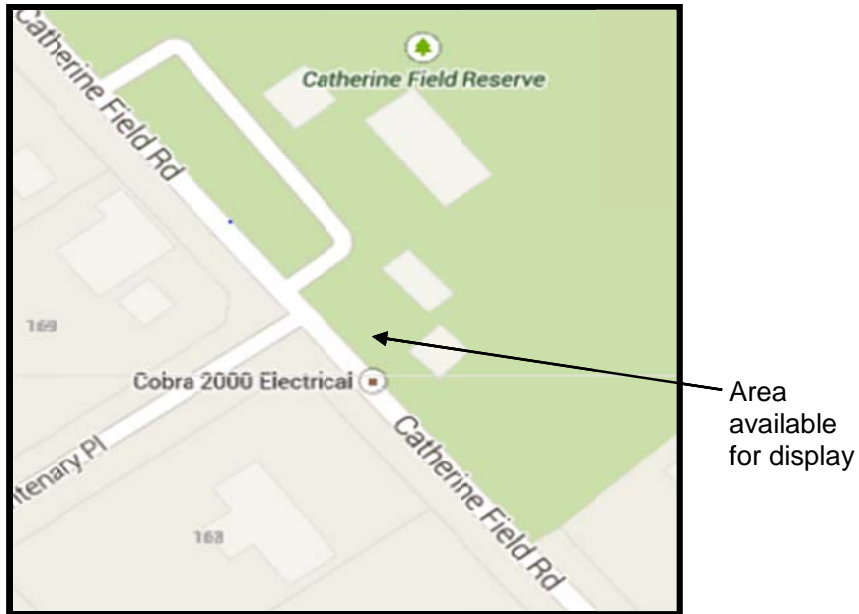 Catherine Field Rd
Catherine Field Reserve
169
Cobra 2000 Electrical
Area
available
for display
Catherine Field Rd
ntenary Pl
163